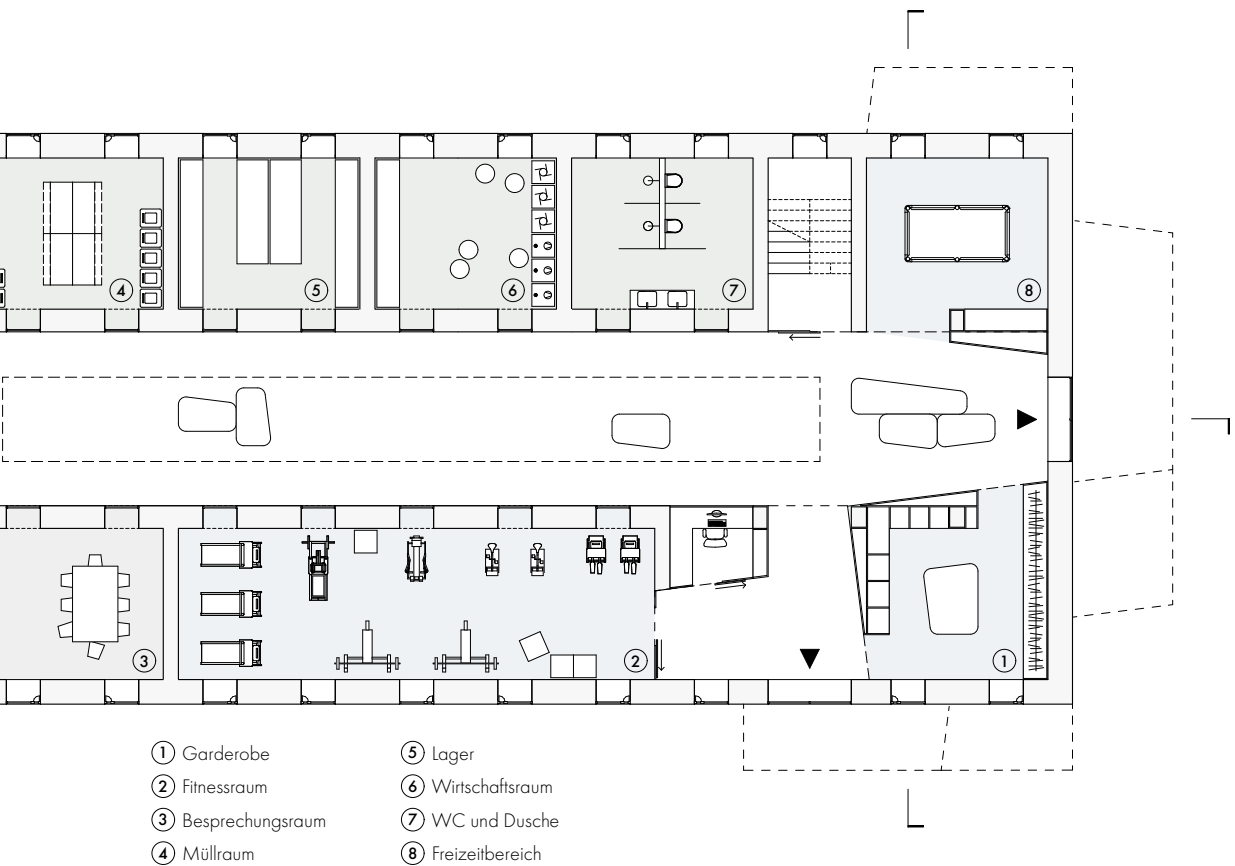 4
5
6
7
8
3
2
1
1 Garderobe
2 Fitnessraum
3 Besprechungsraum
4 Müllraum
5 Lager
6 Wirtschaftsraum
7 WC und Dusche
8 Freizeitbereich